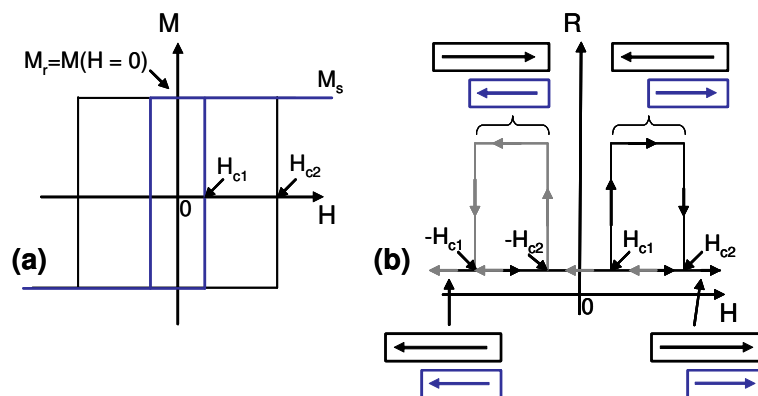 M
Mr=M(H = 0)
Ms
Hc1
Hc2
0
H
(a)
R
-Hc1
-Hc2
Hc1
Hc2
(b)
0
H